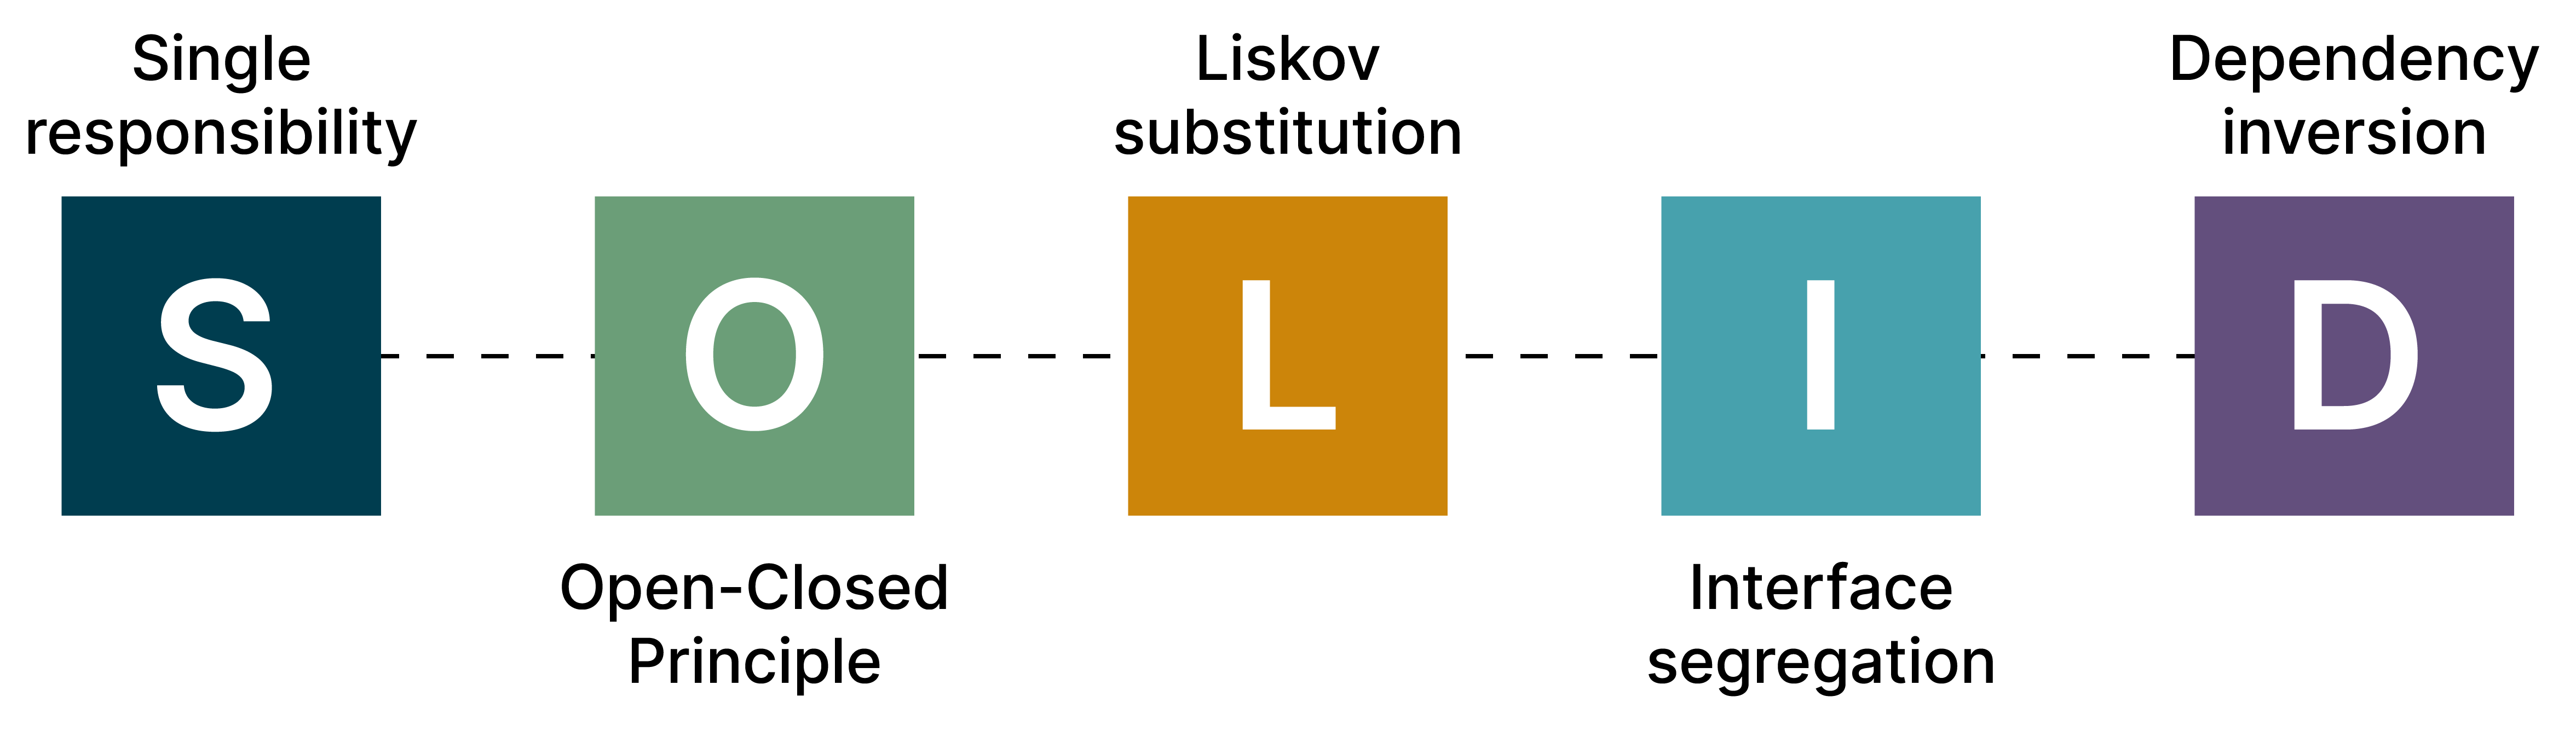 Single
responsibility
Liskov
substitution
Dependency
inversion
S
O
L
I
D
Open-Closed
Principle
Interface
segregation